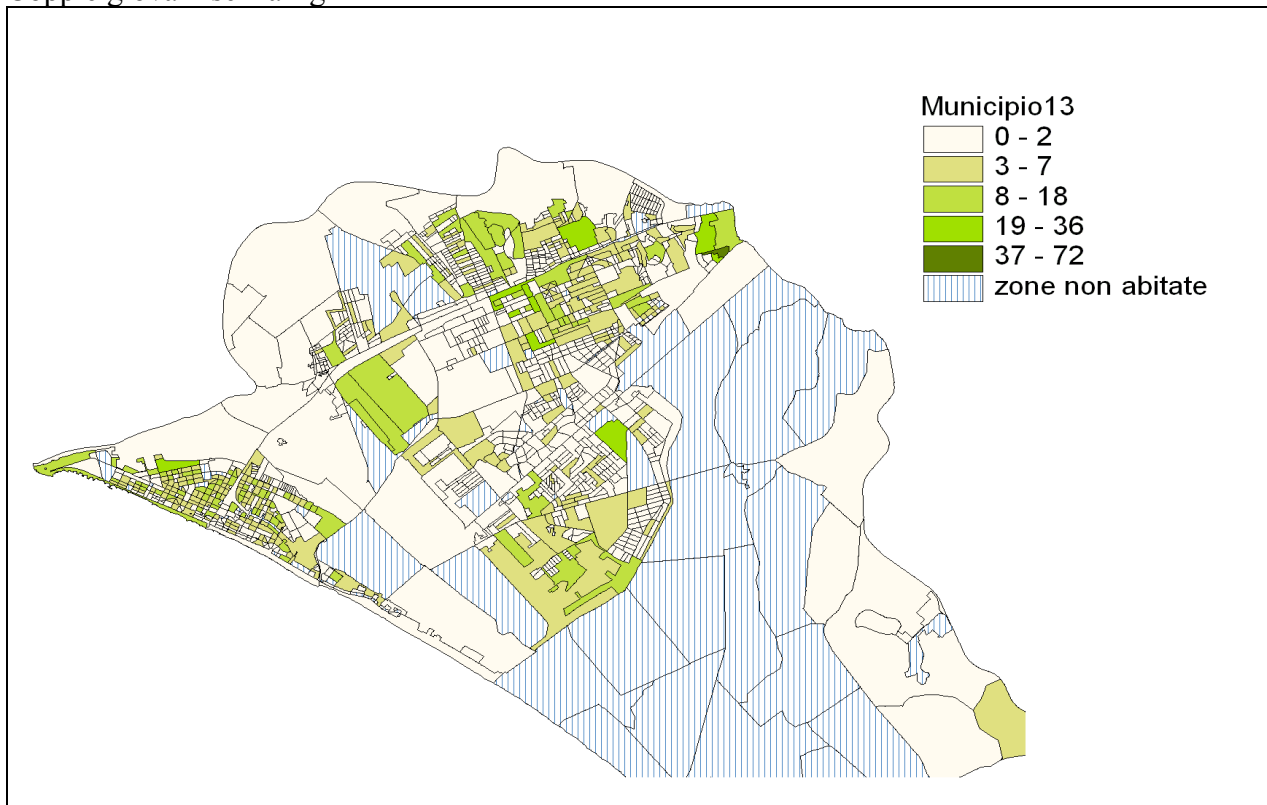 Municipio13
0 - 2
3 - 7
8 - 18
19 - 36
37 - 72
zone non abitate